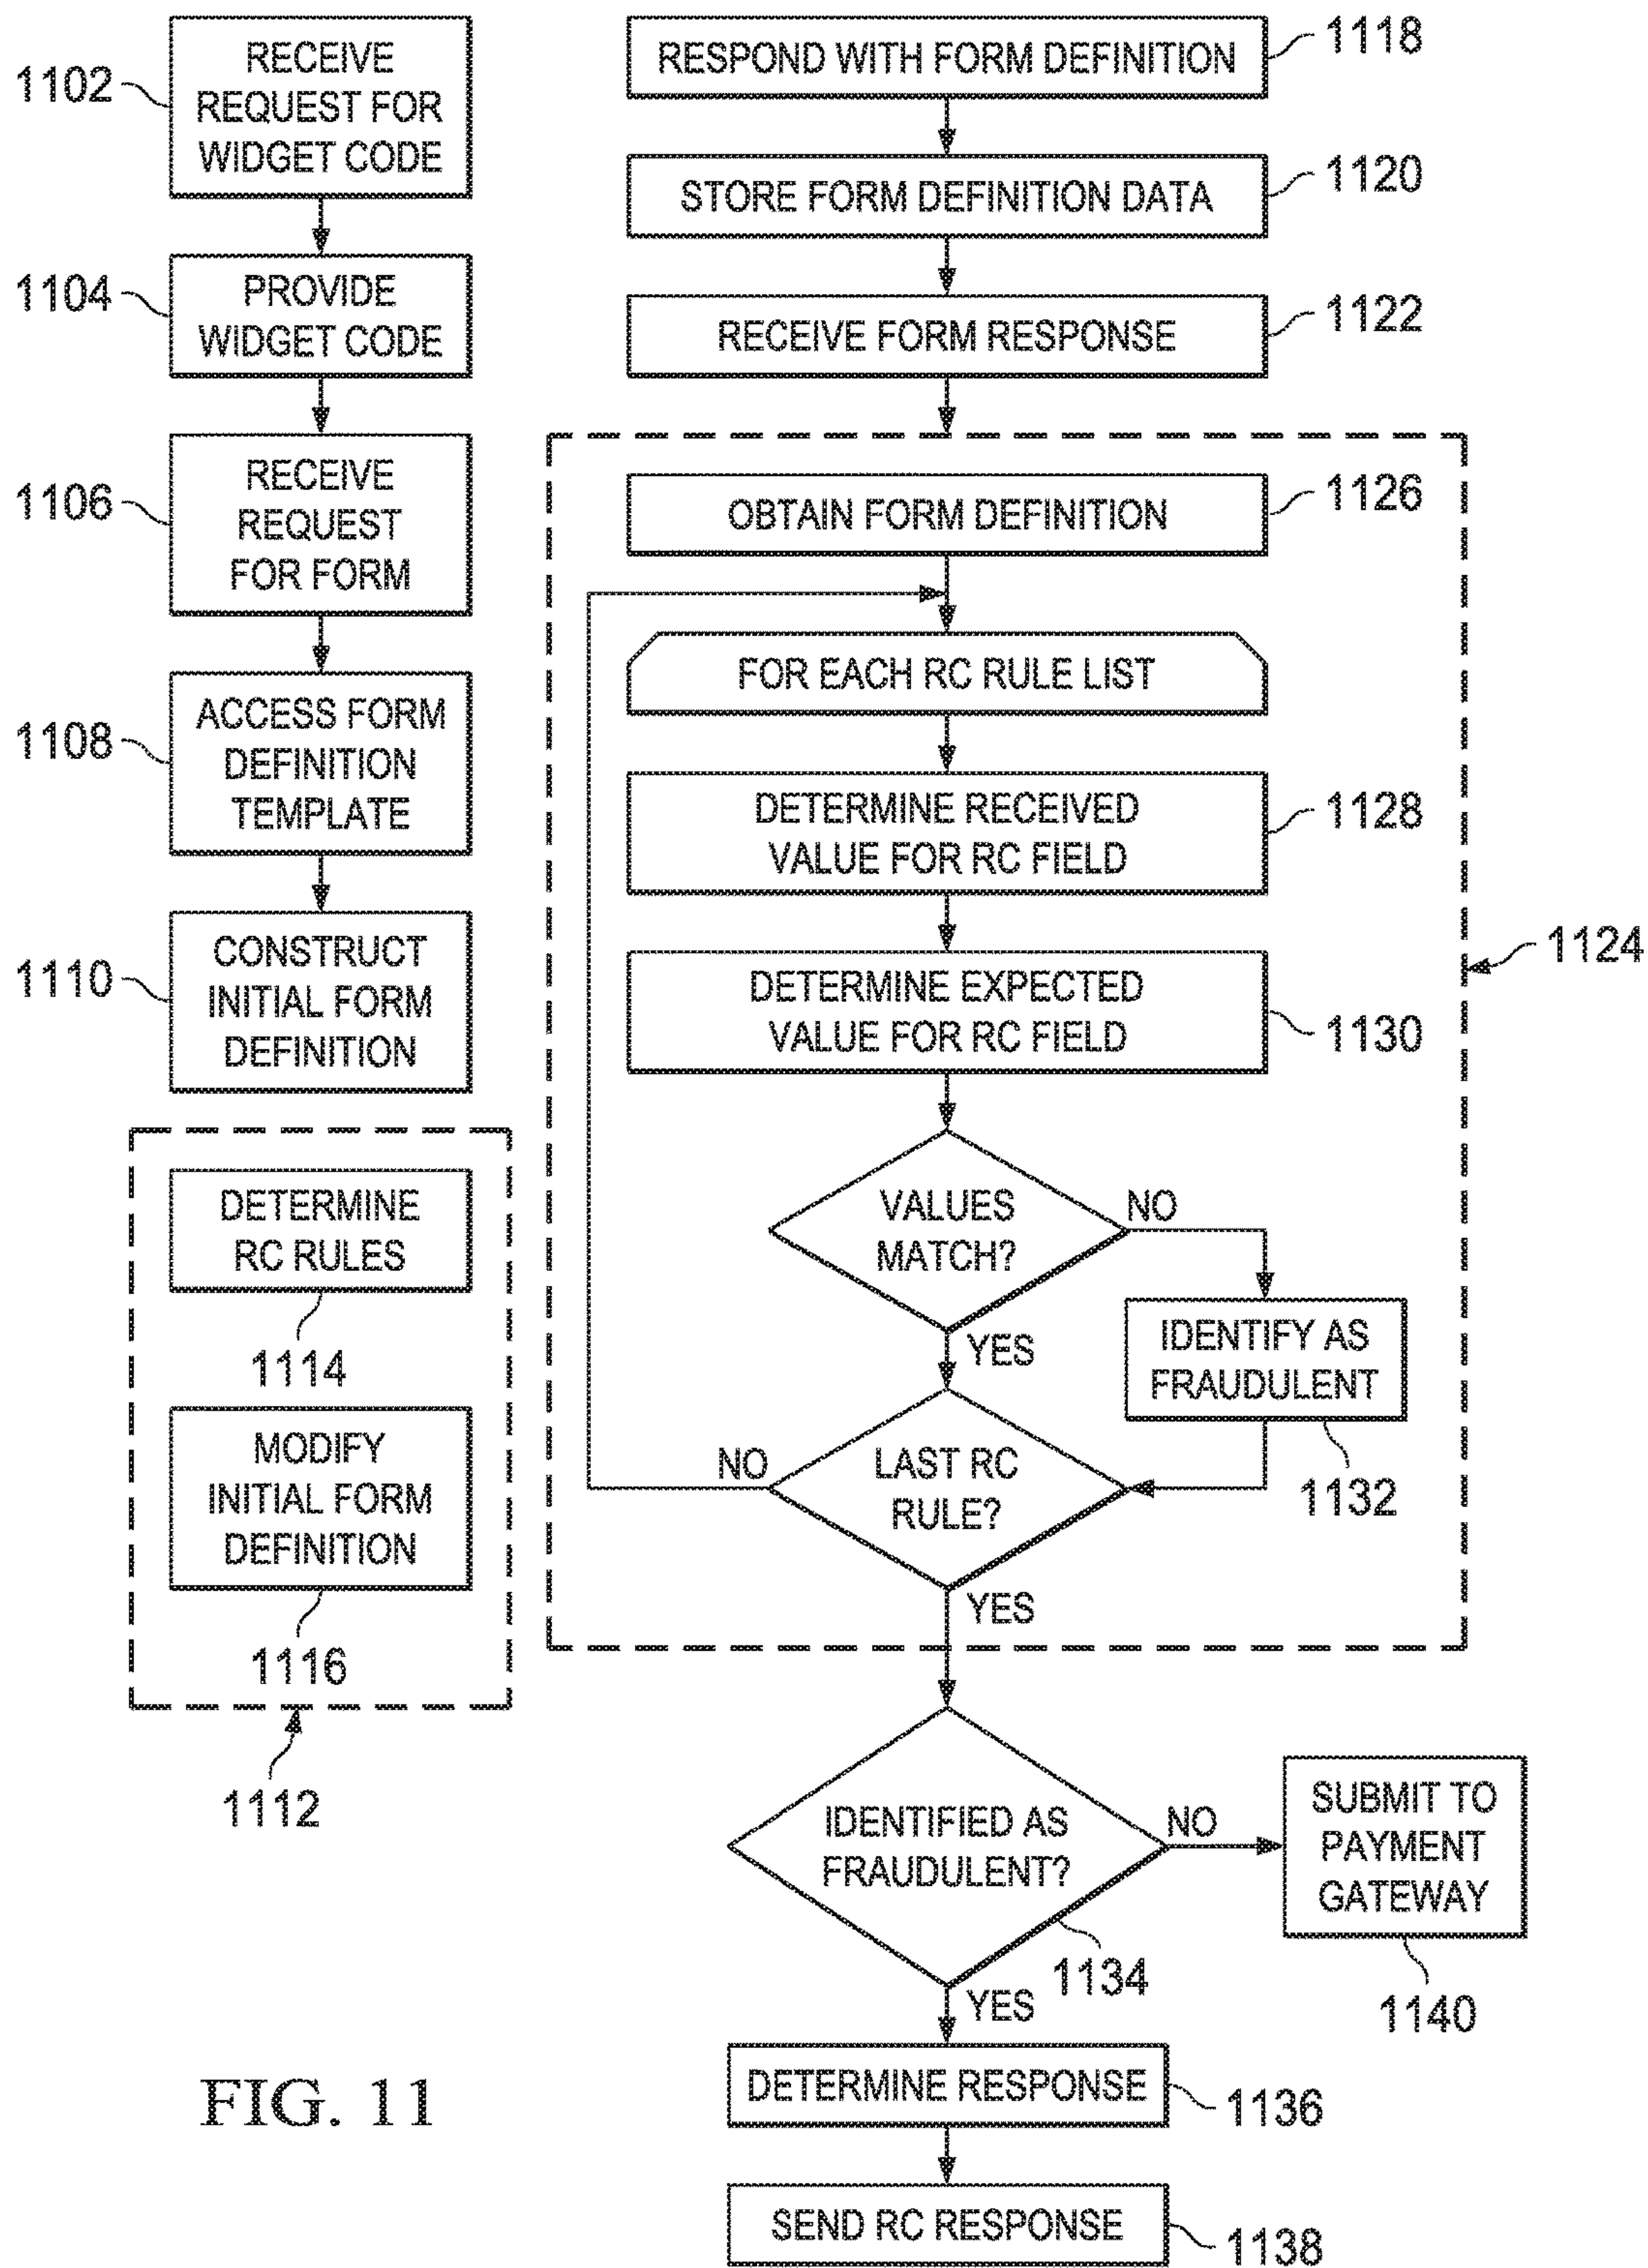 1102
RECEIVE
REQUEST FOR
WIDGET CODE
1104
PROVIDE
WIDGET CODE
1106
RECEIVE
REQUEST
FOR FORM
1108
ACCESS FORM
DEFINITION
TEMPLATE
1110
CONSTRUCT
INITIAL FORM
DEFINITION
DETERMINE
RC RULES
1114
MODIFY
INITIAL FORM
DEFINITION
1116
1112
RESPOND WITH FORM DEFINITION
1118
STORE FORM DEFINITION DATA
1120
RECEIVE FORM RESPONSE
1122
OBTAIN FORM DEFINITION
1126
FOR EACH RC RULE LIST
DETERMINE RECEIVED
VALUE FOR RC FIELD
1128
DETERMINE EXPECTED
VALUE FOR RC FIELD
1130
1124
VALUES
MATCH?
NO
YES
IDENTIFY AS
FRAUDULENT
1132
LAST RC
RULE?
NO
YES
IDENTIFIED AS
FRAUDULENT?
NO
1134
YES
SUBMIT TO
PAYMENT
GATEWAY
1140
DETERMINE RESPONSE
1136
SEND RC RESPONSE
1138
FIG. 11